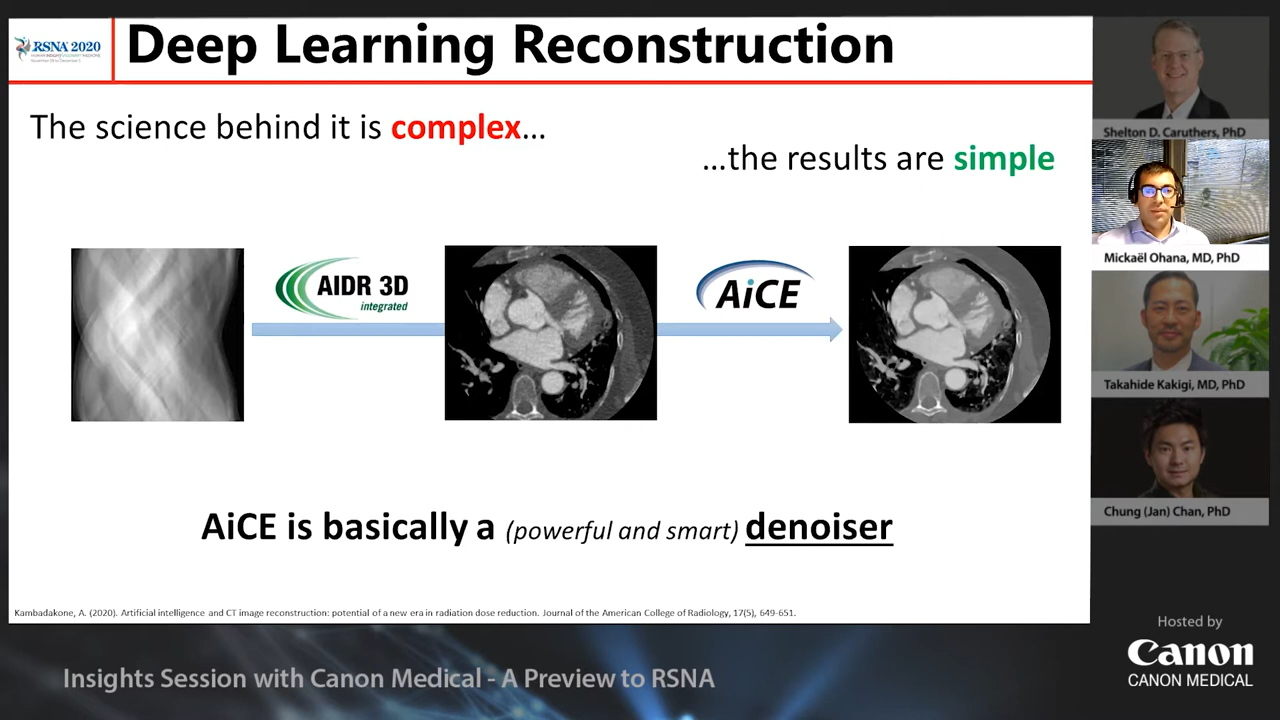 RSNA 2020
Deep Learning Reconstruction
The science behind it is complex...
...the results are simple
AIDR 3D
integrated
AiCE
AiCE is basically a (powerful and smart) denoiser
Kambadakone, A. (2020). Artificial intelligence and CT image reconstruction: potential of a new era in radiation dose reduction. Journal of the American College of Radiology, 17(5), 649-651.
Shelton D. Caruthers, PhD
Mickaël Ohana, MD, PhD
Takahide Kakigi, MD, PhD
Chung (Jan) Chan, PhD
Hosted by
Canon
CANON MEDICAL
Insights Session with Canon Medical - A Preview to RSNA